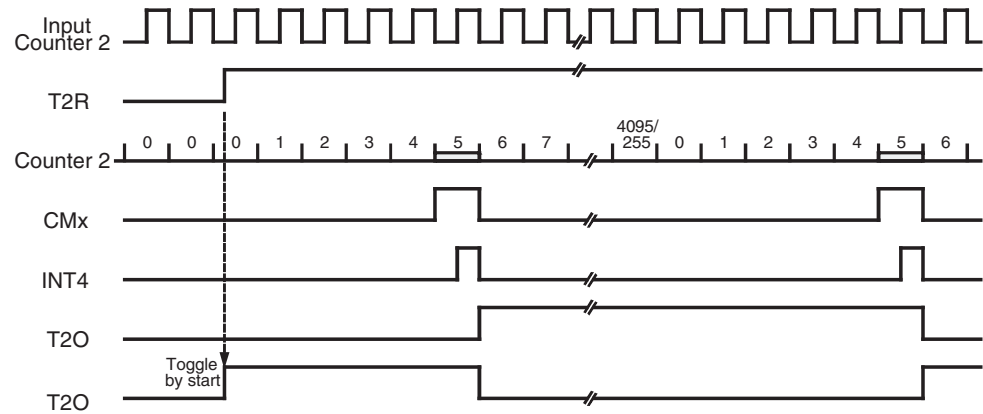 Input
Counter 2
T2R
4095/
0 0 0 1 2 3 4 5 6 7 255 0 1 2 3 4 5 6
Counter 2
CMx
INT4
T2O
Toggle
by start
T2O